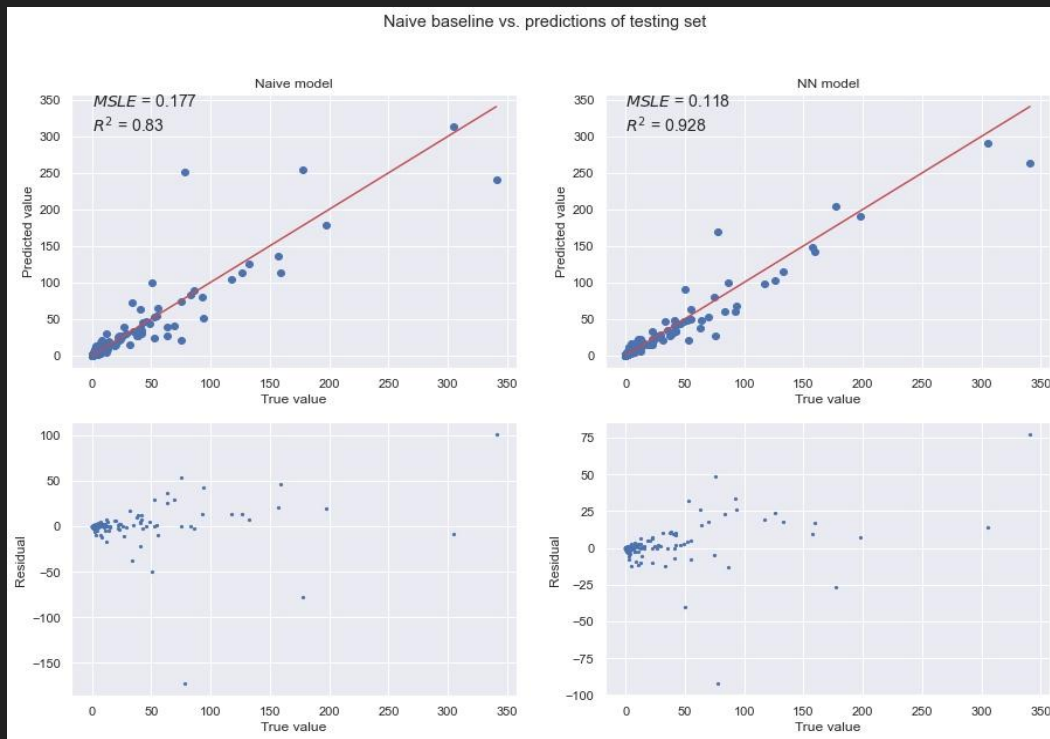 Naive baseline vs. predictions of testing set
Naive model
MSLE = 0.177
R² = 0.83
350
300
250
200
150
100
50
0
Predicted value
0 50 100 150 200 250 300 350
True value
NN model
MSLE = 0.118
R² = 0.928
350
300
250
200
150
100
50
0
Predicted value
0 50 100 150 200 250 300 350
True value
100
50
0
−50
−100
−150
Residual
0 50 100 150 200 250 300 350
True value
75
50
25
0
−25
−50
−75
−100
Residual
0 50 100 150 200 250 300 350
True value